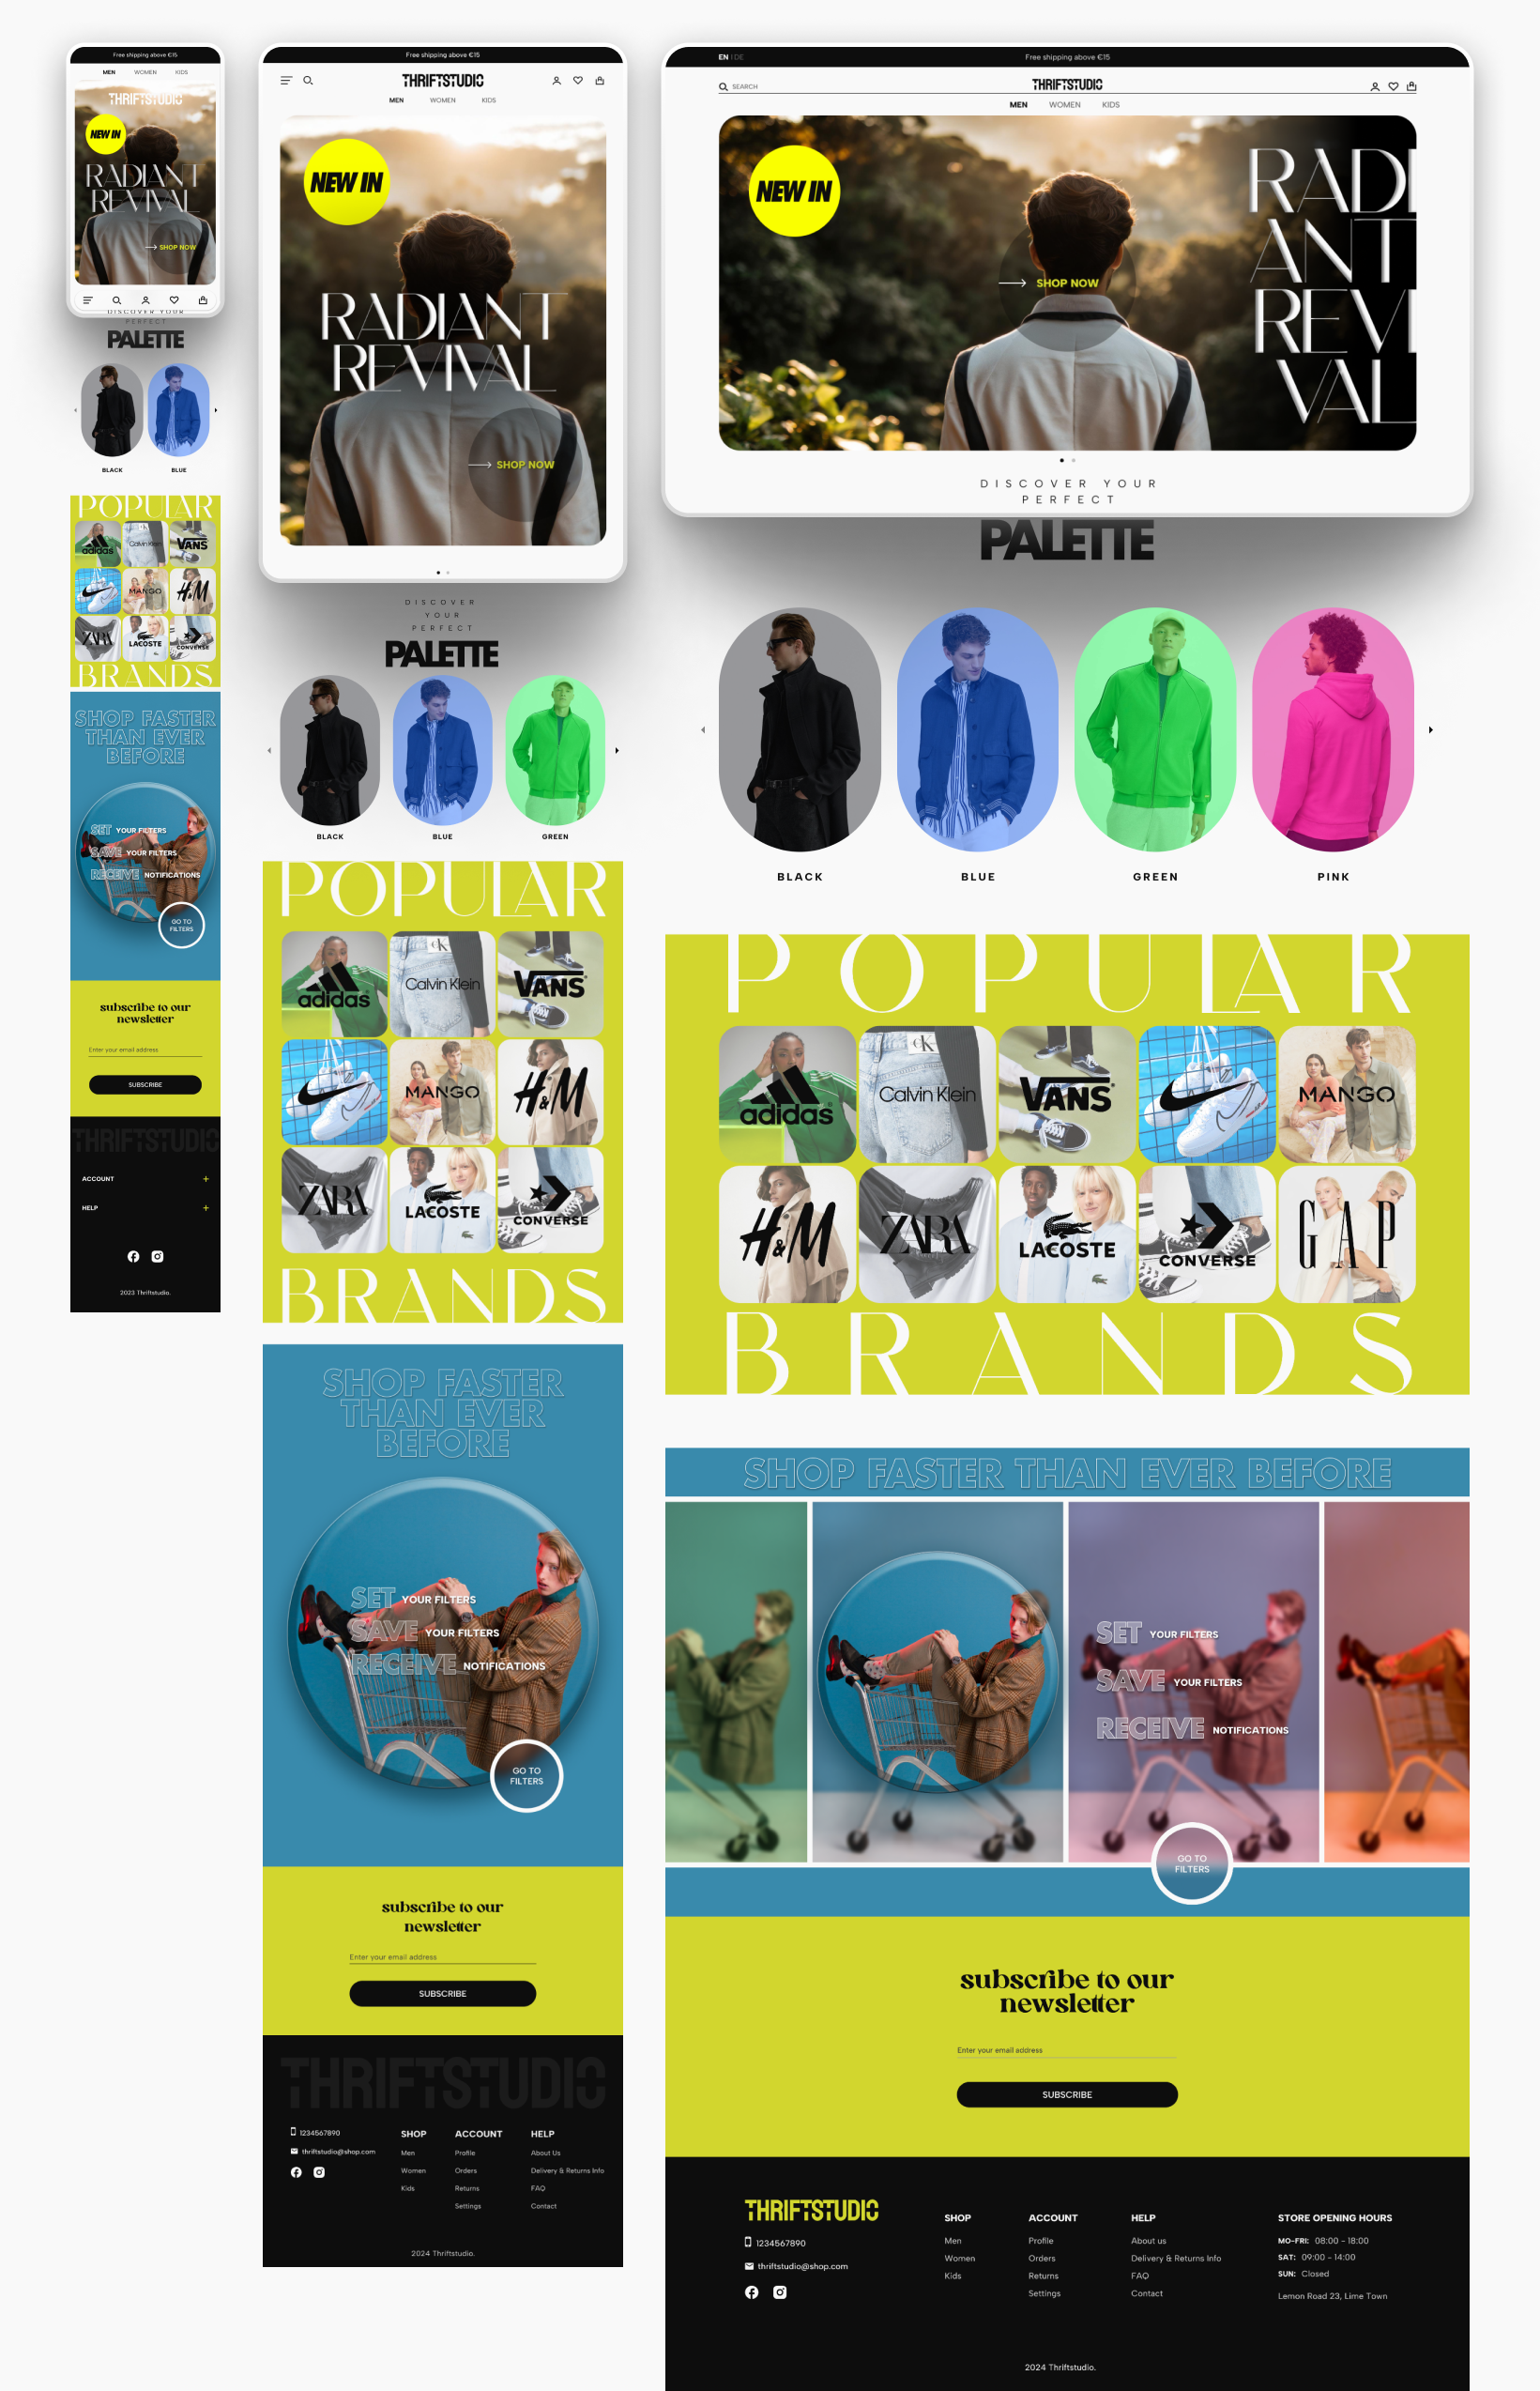 Free shipping above €15
MEN WOMEN KIDS
THRIFTSTUDIO
NEW IN
RADIANT
REVIVAL
SHOP NOW
DISCOVER YOUR
PERFECT
PALETTE
BLACK BLUE
POPULAR
adidas Calvin Klein VANS
MANGO H&M
ZARA LACOSTE CONVERSE
BRANDS
SHOP FASTER
THAN EVER
BEFORE
SET YOUR FILTERS
SAVE YOUR FILTERS
RECEIVE NOTIFICATIONS
GO TO
FILTERS
subscribe to our
newsletter
Enter your email address
SUBSCRIBE
THRIFTSTUDIO
ACCOUNT +
HELP +
2023 Thriftstudio.
Free shipping above €15
THRIFTSTUDIO
MEN WOMEN KIDS
NEW IN
RADIANT
REVIVAL
SHOP NOW
DISCOVER
YOUR
PERFECT
PALETTE
BLACK BLUE GREEN
POPULAR
adidas Calvin Klein VANS
MANGO H&M
ZARA LACOSTE CONVERSE
BRANDS
SHOP FASTER
THAN EVER
BEFORE
SET YOUR FILTERS
SAVE YOUR FILTERS
RECEIVE NOTIFICATIONS
GO TO
FILTERS
subscribe to our
newsletter
Enter your email address
SUBSCRIBE
THRIFTSTUDIO
1234567890
thriftstudio@shop.com
SHOP
Men
Women
Kids
ACCOUNT
Profile
Orders
Returns
Settings
HELP
About Us
Delivery & Returns Info
FAQ
Contact
2024 Thriftstudio.
EN | DE Free shipping above €15
SEARCH THRIFTSTUDIO
MEN WOMEN KIDS
NEW IN
SHOP NOW
RADI
ANT
REVI
VAL
DISCOVER YOUR
PERFECT
PALETTE
BLACK BLUE GREEN PINK
POPULAR
adidas Calvin Klein CK VANS MANGO
H&M ZARA LACOSTE CONVERSE GAP
BRANDS
SHOP FASTER THAN EVER BEFORE
SET YOUR FILTERS
SAVE YOUR FILTERS
RECEIVE NOTIFICATIONS
GO TO
FILTERS
subscribe to our
newsletter
Enter your email address
SUBSCRIBE
THRIFTSTUDIO
1234567890
thriftstudio@shop.com
SHOP
Men
Women
Kids
ACCOUNT
Profile
Orders
Returns
Settings
HELP
About us
Delivery & Returns Info
FAQ
Contact
STORE OPENING HOURS
MO-FRI: 08:00 - 18:00
SAT: 09:00 - 14:00
SUN: Closed
Lemon Road 23, Lime Town
2024 Thriftstudio.